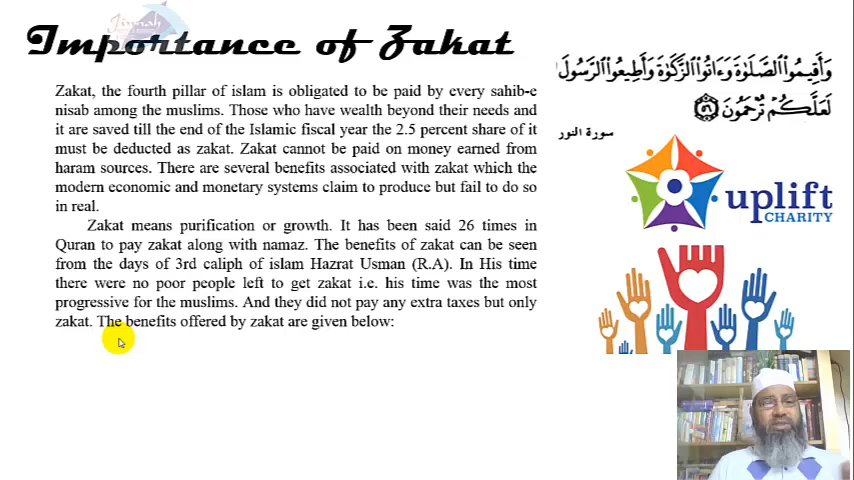 Jinnah
Importance of Zakat
Zakat, the fourth pillar of islam is obligated to be paid by every sahib-e
nisab among the muslims. Those who have wealth beyond their needs and
it are saved till the end of the Islamic fiscal year the 2.5 percent share of it
must be deducted as zakat. Zakat cannot be paid on money earned from
haram sources. There are several benefits associated with zakat which the
modern economic and monetary systems claim to produce but fail to do so
in real.
Zakat means purification or growth. It has been said 26 times in
Quran to pay zakat along with namaz. The benefits of zakat can be seen
from the days of 3rd caliph of islam Hazrat Usman (R.A). In His time
there were no poor people left to get zakat i.e. his time was the most
progressive for the muslims. And they did not pay any extra taxes but only
zakat. The benefits offered by zakat are given below:
وَأَقِيمُوا۟ ٱلصَّلَوٰةَ وَءَاتُوا۟ ٱلزَّكَوٰةَ وَأَطِيعُوا۟ ٱلرَّسُولَ
لَعَلَّكُمْ تُرْحَمُونَ ٥٦
سورة النور
uplift
CHARITY